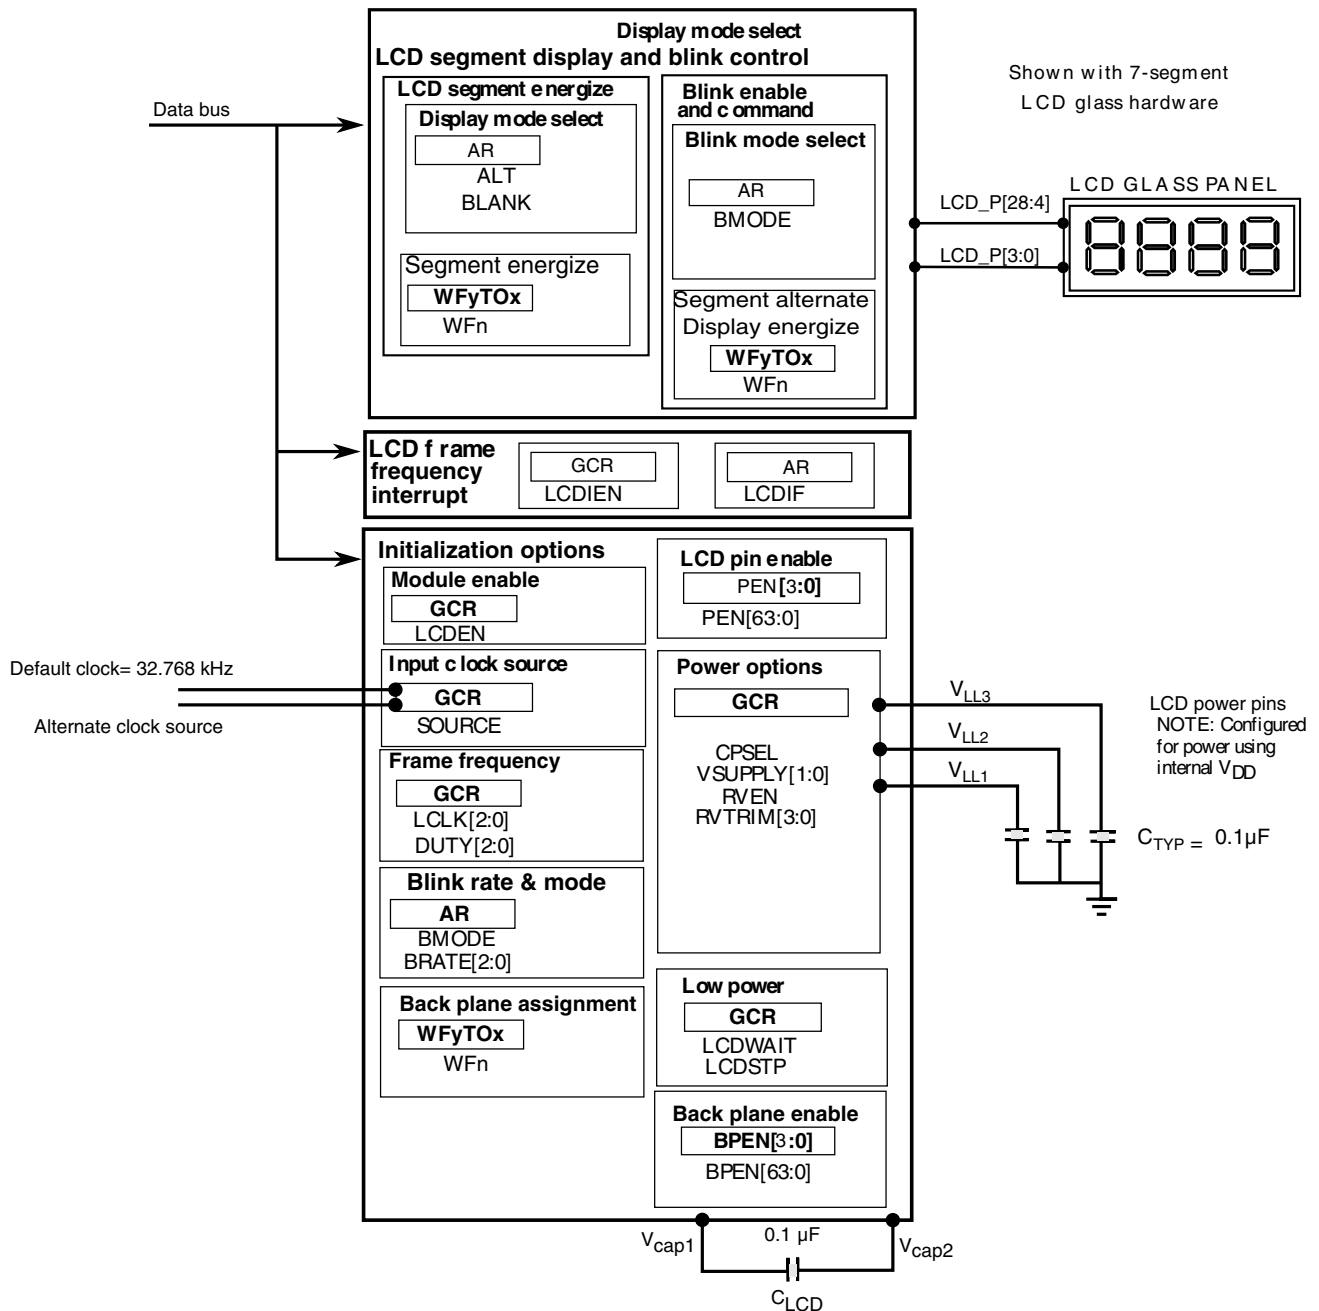 Display mode select
LCD segment display and blink control
LCD segment energize
Display mode select
AR
ALT
BLANK
Segment energize
WFyTOx
WFn
Blink enable
and command
Blink mode select
AR
BMODE
Segment alternate
Display energize
WFyTOx
WFn
Data bus
Shown with 7-segment
LCD glass hardware
LCD GLASS PANEL
LCD_P[28:4]
LCD_P[3:0]
LCD frame
frequency
interrupt
GCR
LCDIEN
AR
LCDIF
Initialization options
Module enable
GCR
LCDEN
Default clock= 32.768 kHz
Alternate clock source
Input clock source
GCR
SOURCE
Frame frequency
GCR
LCLK[2:0]
DUTY[2:0]
Blink rate & mode
AR
BMODE
BRATE[2:0]
Back plane assignment
WFyTOx
WFn
LCD pin enable
PEN[3:0]
PEN[63:0]
Power options
GCR
CPSEL
VSUPPLY[1:0]
RVEN
RVTRIM[3:0]
VLL3
VLL2
VLL1
LCD power pins
NOTE: Configured
for power using
internal VDD
CTYP = 0.1µF
Low power
GCR
LCDWAIT
LCDSTP
Back plane enable
BPEN[3:0]
BPEN[63:0]
Vcap1
0.1 µF
Vcap2
CLCD